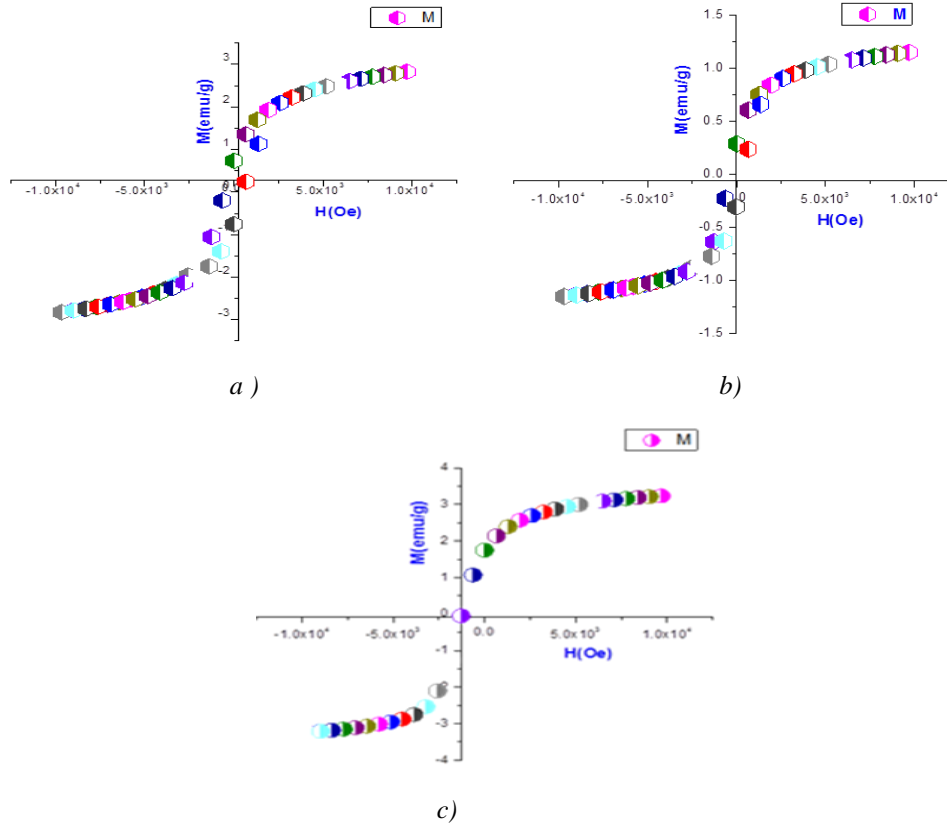 M
M(emu/g)
3
2
1
0
-1
-2
-3
-1.0x10⁴
-5.0x10³
5.0x10³
1.0x10⁴
H(Oe)
a )
M
M(emu/g)
1.5
1.0
0.5
0.0
-0.5
-1.0
-1.5
-1.0x10⁴
-5.0x10³
0
5.0x10³
1.0x10⁴
H(Oe)
b)
M
M(emu/g)
4
3
2
1
0
-1
-3
-4
-1.0x10⁴
-5.0x10³
0.0
5.0x10³
1.0x10⁴
H(Oe)
c)